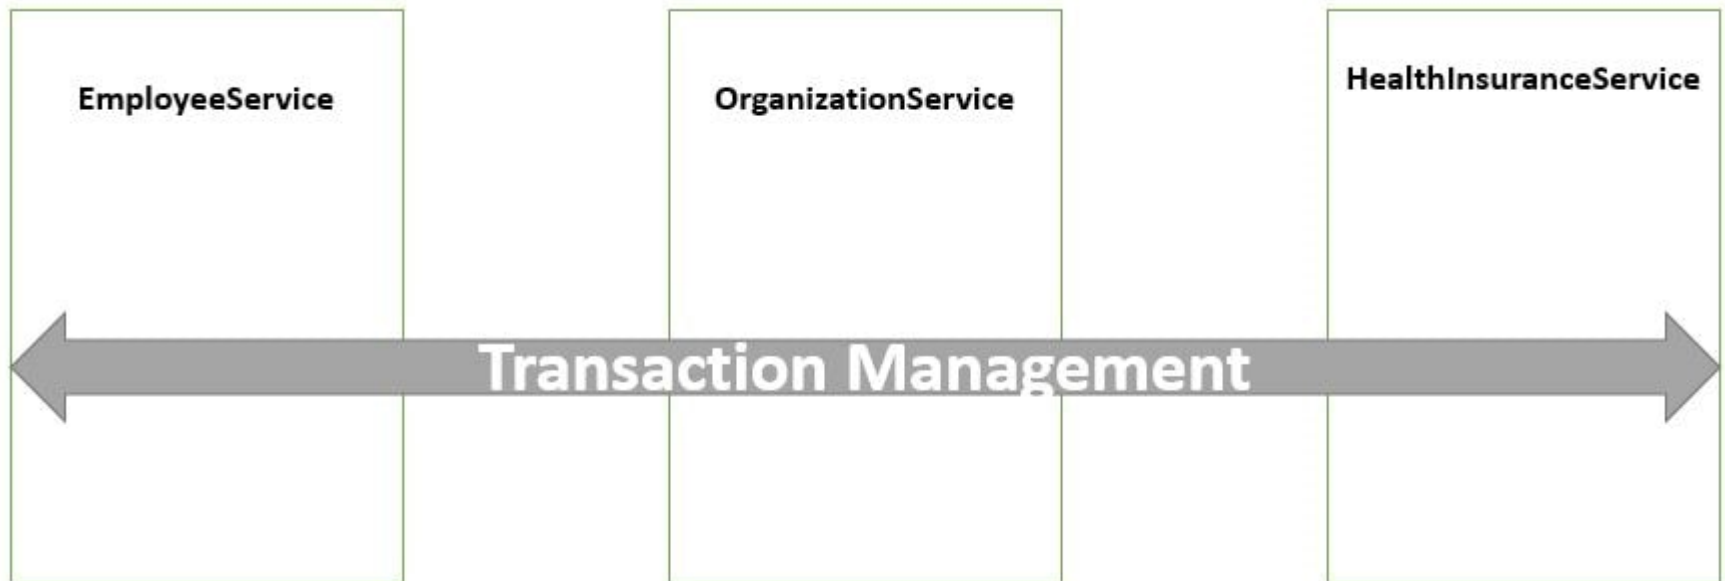 EmployeeService
OrganizationService
HealthInsuranceService
Transaction Management